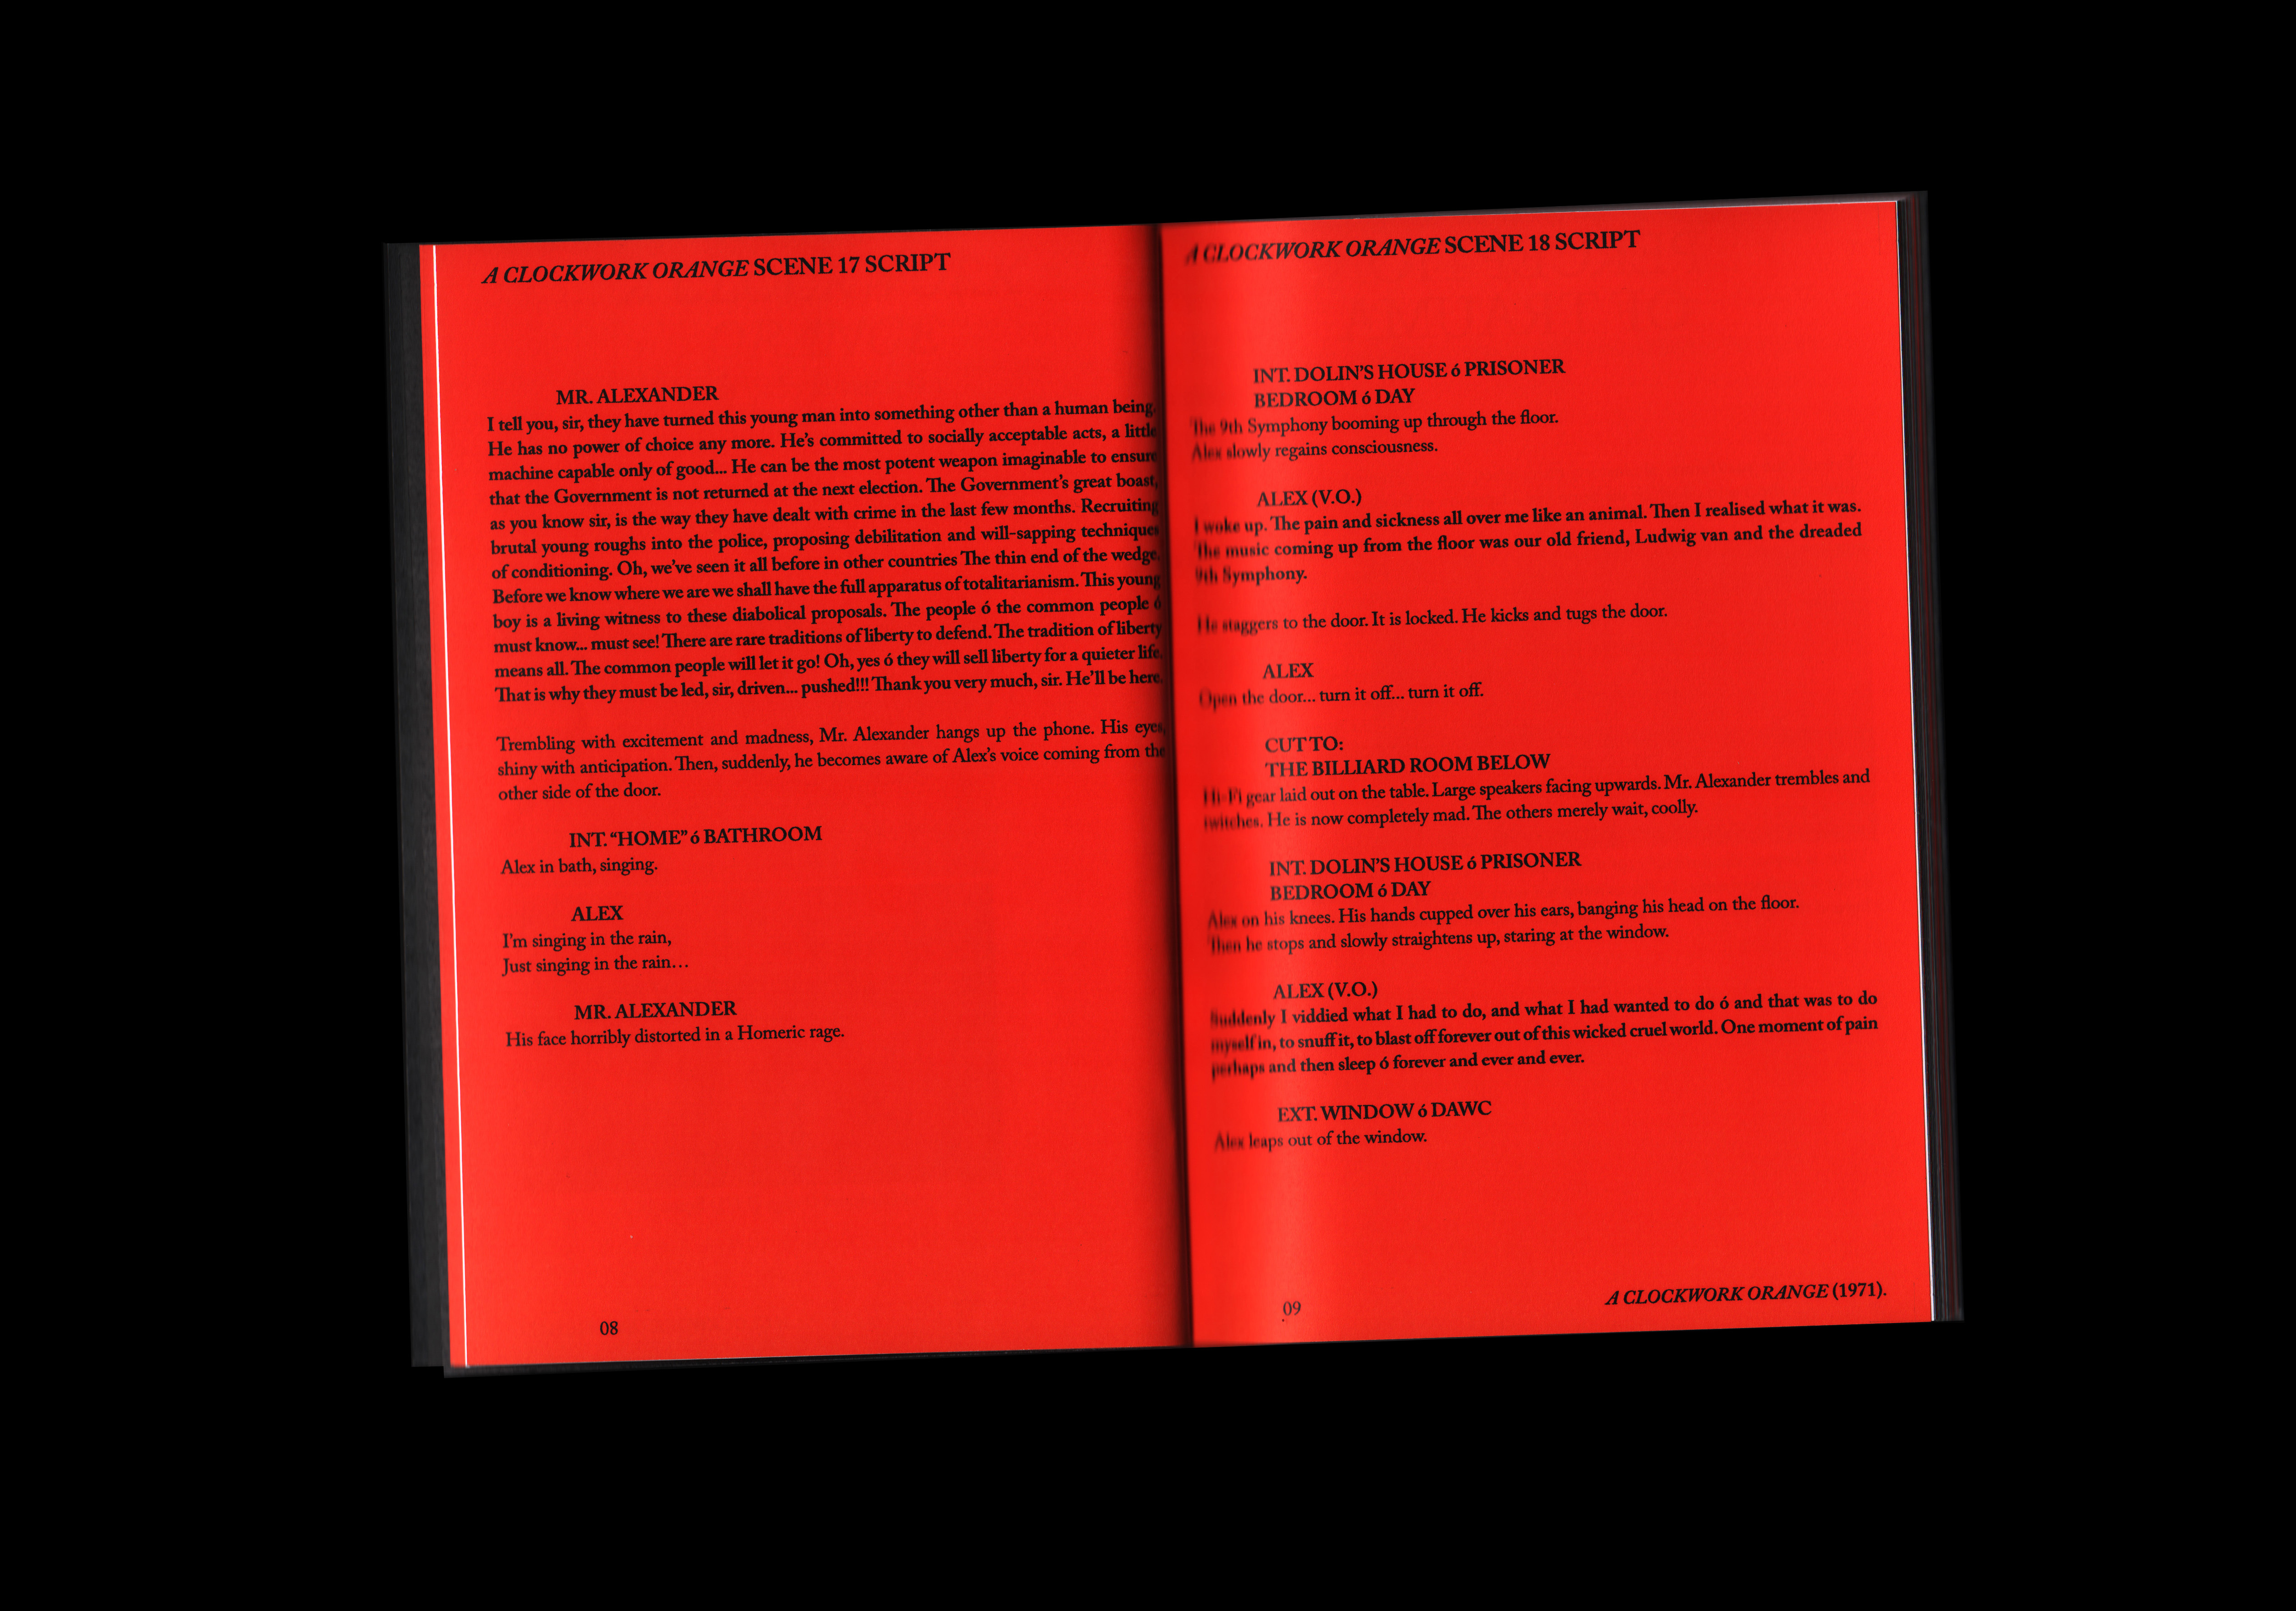 A CLOCKWORK ORANGE SCENE 17 SCRIPT
MR. ALEXANDER
I tell you, sir, they have turned this young man into something other than a human being.
He has no power of choice any more. He's committed to socially acceptable acts, a little
machine capable only of good... He can be the most potent weapon imaginable to ensure
that the Government is not returned at the next election. The Government's great boast,
as you know sir, is the way they have dealt with crime in the last few months. Recruiting
brutal young roughs into the police, proposing debilitation and will-sapping techniques
of conditioning. Oh, we've seen it all before in other countries The thin end of the wedge.
Before we know where we are we shall have the full apparatus of totalitarianism. This young
boy is a living witness to these diabolical proposals. The people ó the common people ó
must know... must see! There are rare traditions of liberty to defend. The tradition of liberty
means all. The common people will let it go! Oh, yes ó they will sell liberty for a quieter life.
That is why they must be led, sir, driven... pushed!!! Thank you very much, sir. He'll be here.
Trembling with excitement and madness, Mr. Alexander hangs up the phone. His eyes,
shiny with anticipation. Then, suddenly, he becomes aware of Alex's voice coming from the
other side of the door.
INT. “HOME” ó BATHROOM
Alex in bath, singing.
ALEX
I'm singing in the rain,
Just singing in the rain…
MR. ALEXANDER
His face horribly distorted in a Homeric rage.
08
A CLOCKWORK ORANGE SCENE 18 SCRIPT
INT. DOLIN'S HOUSE ó PRISONER
BEDROOM ó DAY
The 9th Symphony booming up through the floor.
Alex slowly regains consciousness.
ALEX (V.O.)
I woke up. The pain and sickness all over me like an animal. Then I realised what it was.
The music coming up from the floor was our old friend, Ludwig van and the dreaded
9th Symphony.
He staggers to the door. It is locked. He kicks and tugs the door.
ALEX
Open the door... turn it off... turn it off.
CUT TO:
THE BILLIARD ROOM BELOW
Hi-Fi gear laid out on the table. Large speakers facing upwards. Mr. Alexander trembles and
twitches. He is now completely mad. The others merely wait, coolly.
INT. DOLIN'S HOUSE ó PRISONER
BEDROOM ó DAY
Alex on his knees. His hands cupped over his ears, banging his head on the floor.
Then he stops and slowly straightens up, staring at the window.
ALEX (V.O.)
Suddenly I viddied what I had to do, and what I had wanted to do ó and that was to do
myself in, to snuff it, to blast off forever out of this wicked cruel world. One moment of pain
perhaps and then sleep ó forever and ever and ever.
EXT. WINDOW ó DAWC
Alex leaps out of the window.
09
A CLOCKWORK ORANGE (1971).